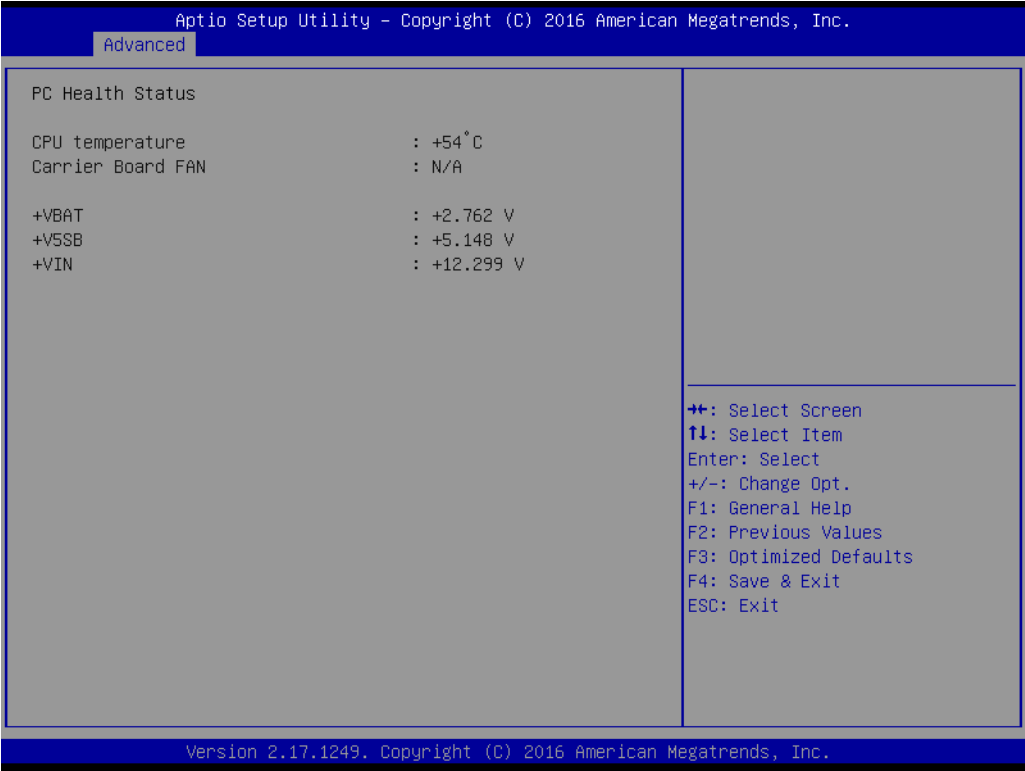 Aptio Setup Utility – Copyright (C) 2016 American Megatrends, Inc.
Advanced
PC Health Status
CPU temperature : +54°C
Carrier Board FAN : N/A
+VBAT : +2.762 V
+V5SB : +5.148 V
+VIN : +12.299 V
→←: Select Screen
↑↓: Select Item
Enter: Select
+/-: Change Opt.
F1: General Help
F2: Previous Values
F3: Optimized Defaults
F4: Save & Exit
ESC: Exit
Version 2.17.1249. Copyright (C) 2016 American Megatrends, Inc.